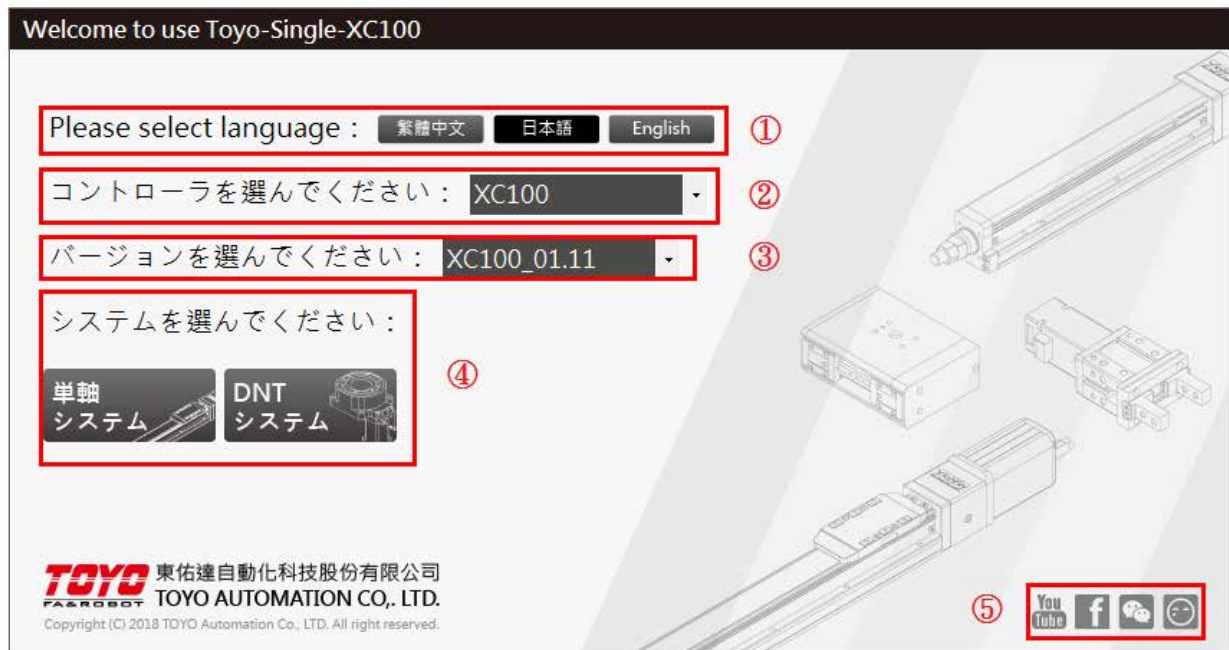 Welcome to use Toyo-Single-XC100
Please select language： 繁體中文 日本語 English ①
コントローラを選んでください： XC100 ②
バージョンを選んでください： XC100_01.11 ③
システムを選んでください：
単軸
システム
DNT
システム
④
TOYO
FA&ROBOT
東佑達自動化科技股份有限公司
TOYO AUTOMATION CO,. LTD.
Copyright (C) 2018 TOYO Automation Co., LTD. All right reserved.
⑤
You
Tube
f